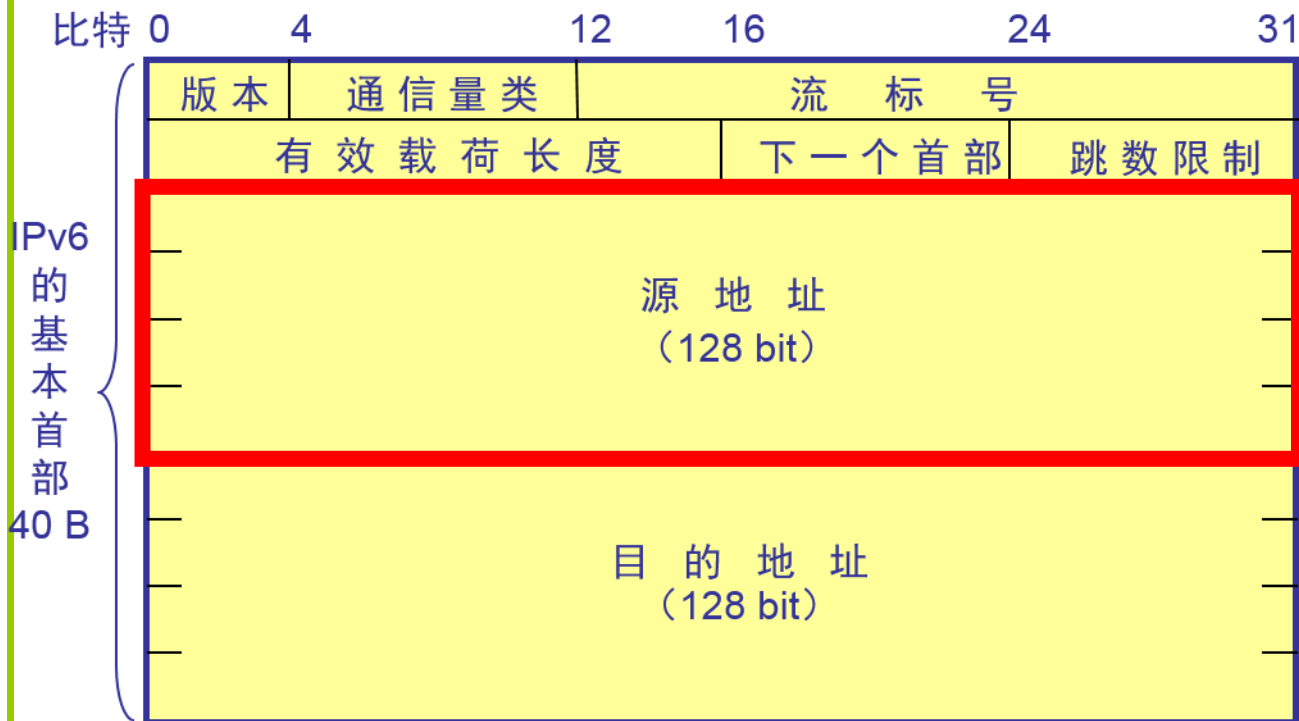 比特 0 4 12 16 24 31
版本 通信量类 流标号
有效载荷长度 下一个首部 跳数限制
IPv6
的
基
本
首
部
40 B
源地址
（128 bit）
目的地址
（128 bit）